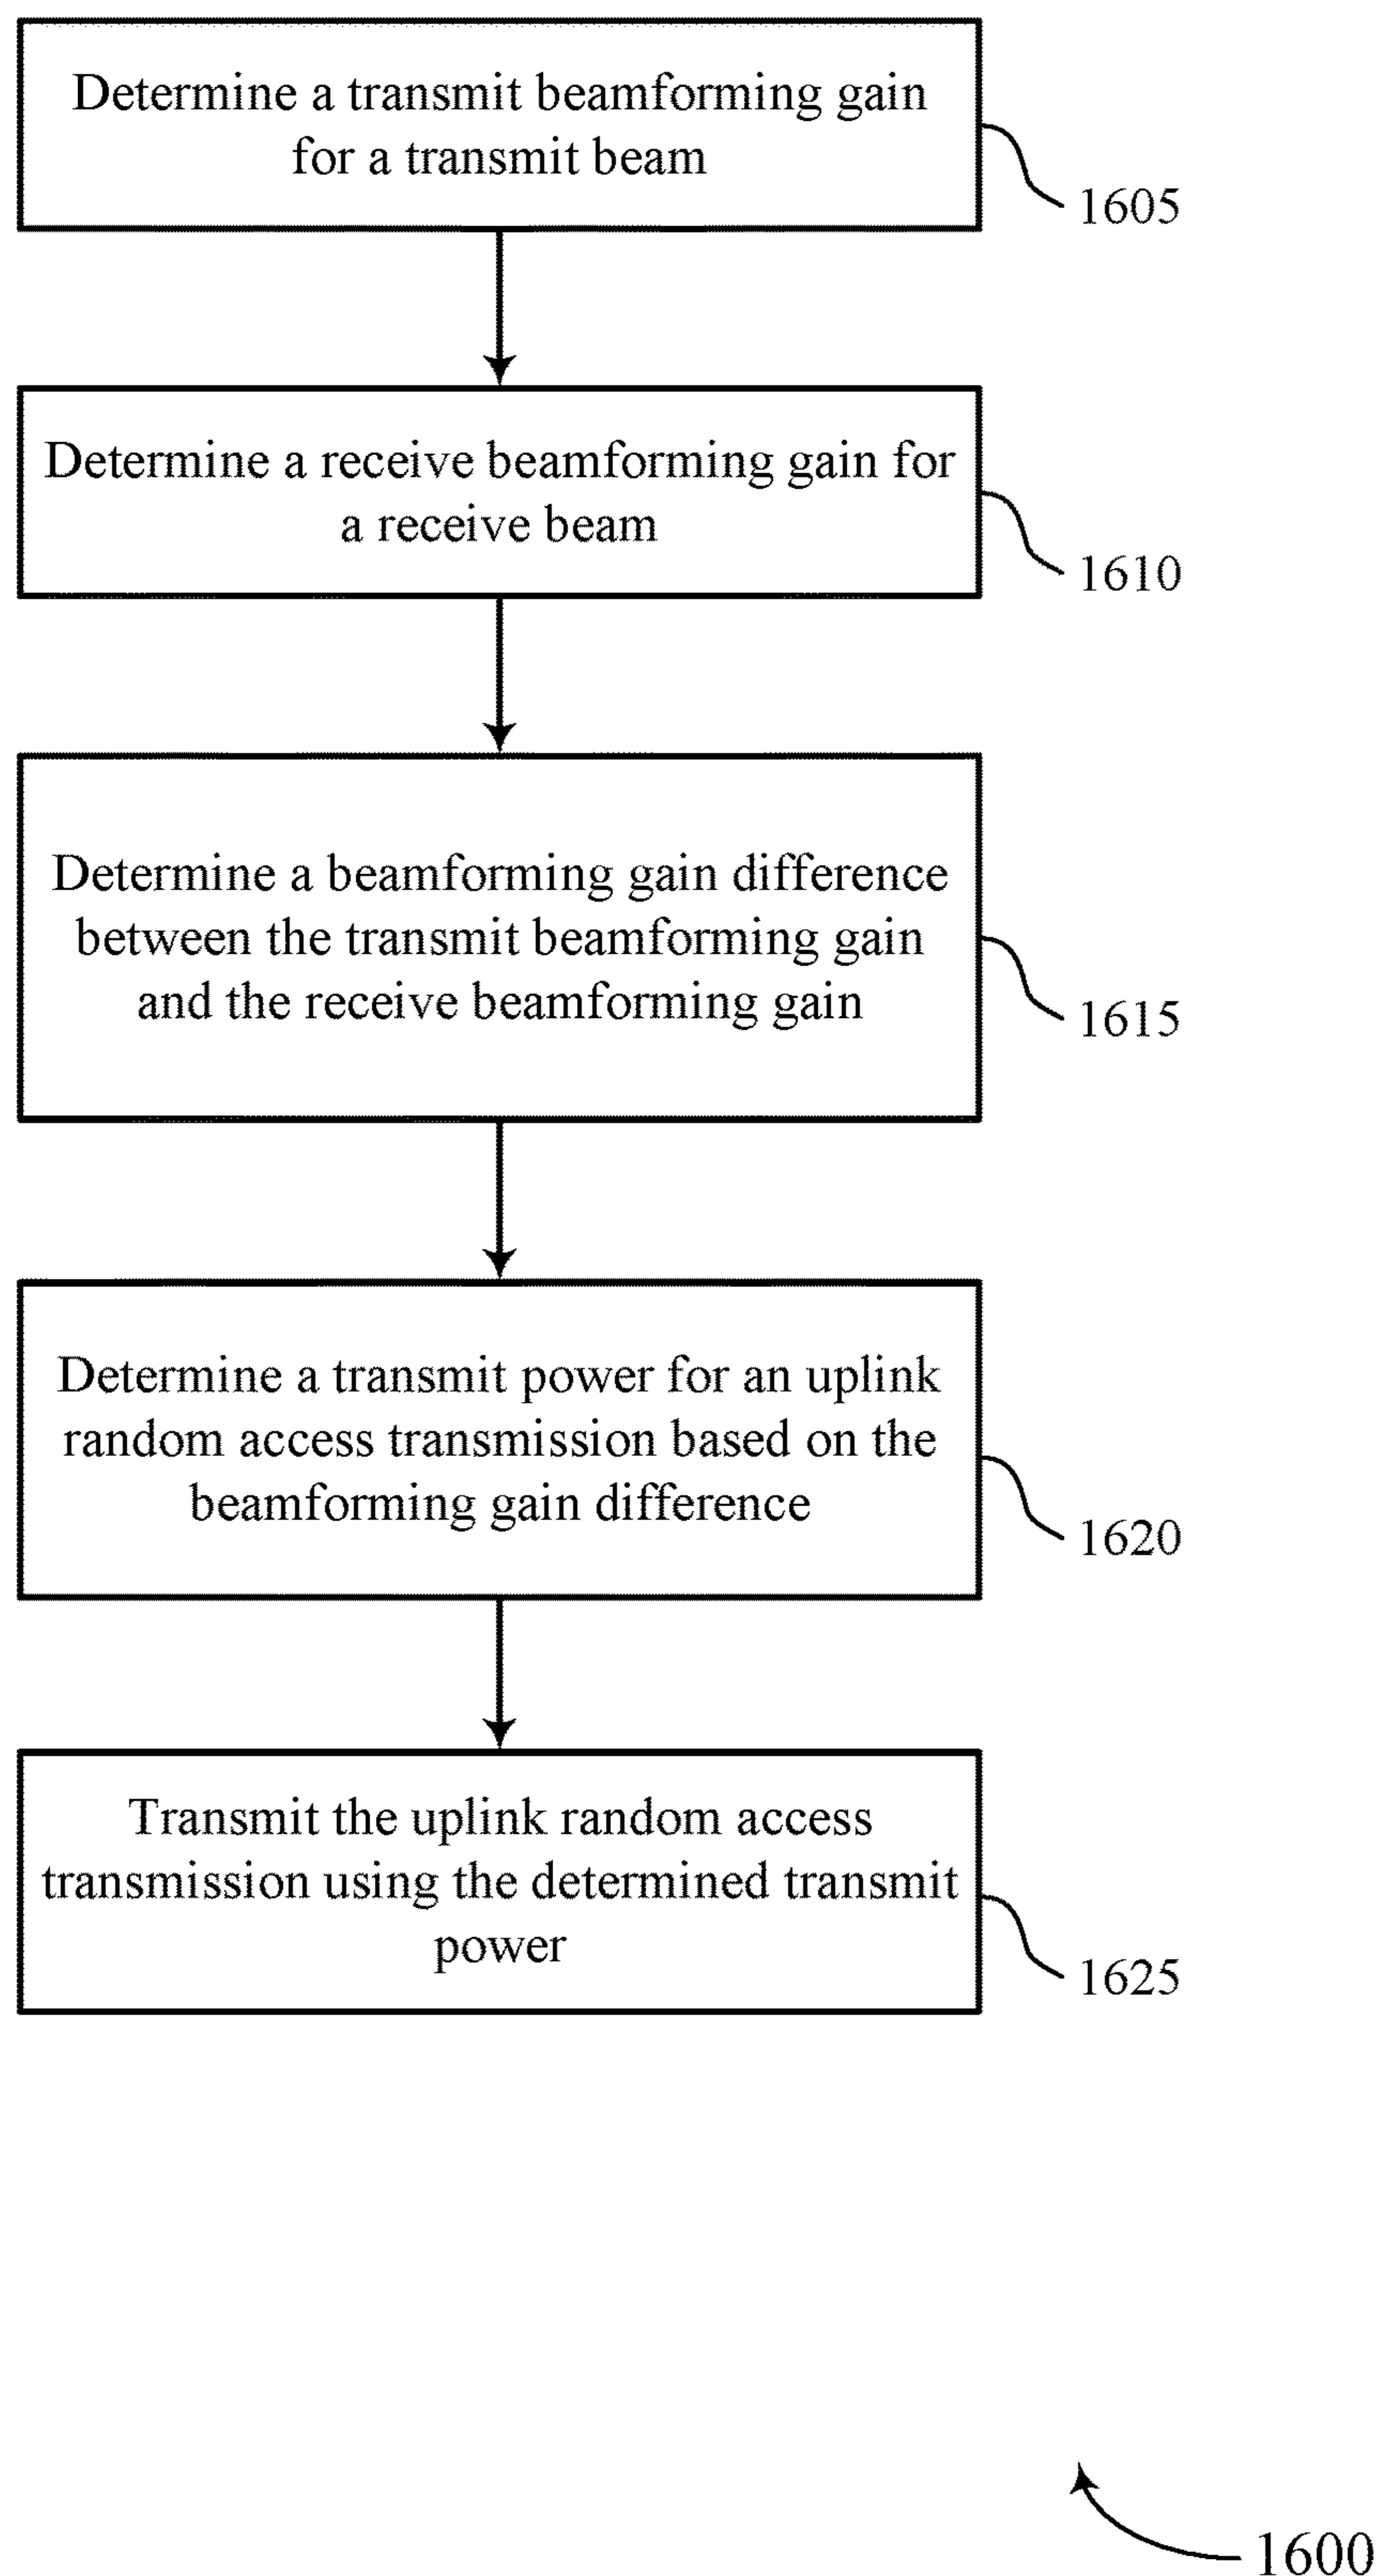 Determine a transmit beamforming gain
for a transmit beam
1605
Determine a receive beamforming gain for
a receive beam
1610
Determine a beamforming gain difference
between the transmit beamforming gain
and the receive beamforming gain
1615
Determine a transmit power for an uplink
random access transmission based on the
beamforming gain difference
1620
Transmit the uplink random access
transmission using the determined transmit
power
1625
1600